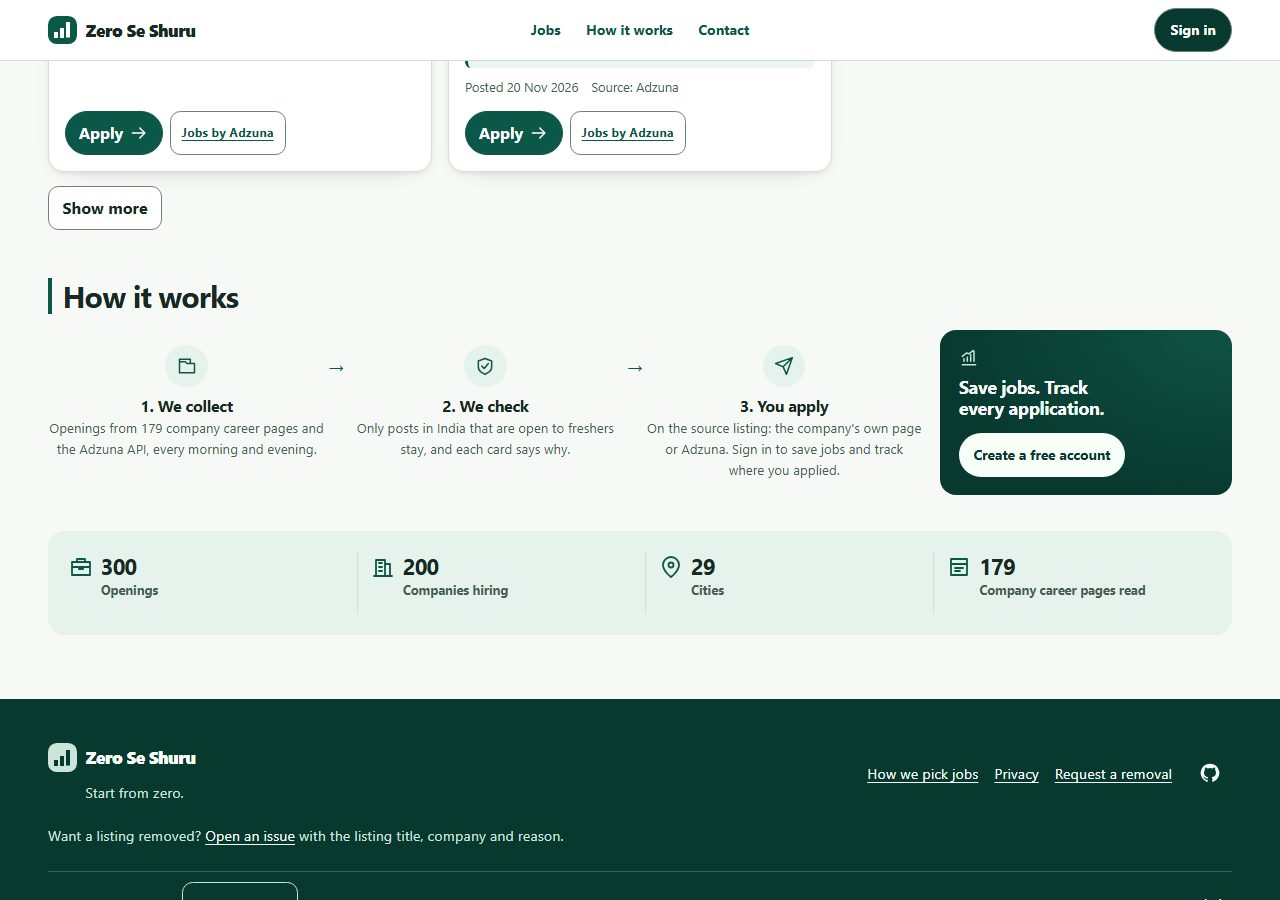 Zero Se Shuru
Jobs How it works Contact
Sign in
Posted 20 Nov 2026 Source: Adzuna
Apply → Jobs by Adzuna
Apply → Jobs by Adzuna
Show more
How it works
→ →
1. We collect
Openings from 179 company career pages and
the Adzuna API, every morning and evening.
2. We check
Only posts in India that are open to freshers
stay, and each card says why.
3. You apply
On the source listing: the company's own page
or Adzuna. Sign in to save jobs and track
where you applied.
Save jobs. Track
every application.
Create a free account
300
Openings
200
Companies hiring
29
Cities
179
Company career pages read
Zero Se Shuru
Start from zero.
How we pick jobs Privacy Request a removal
Want a listing removed? Open an issue with the listing title, company and reason.